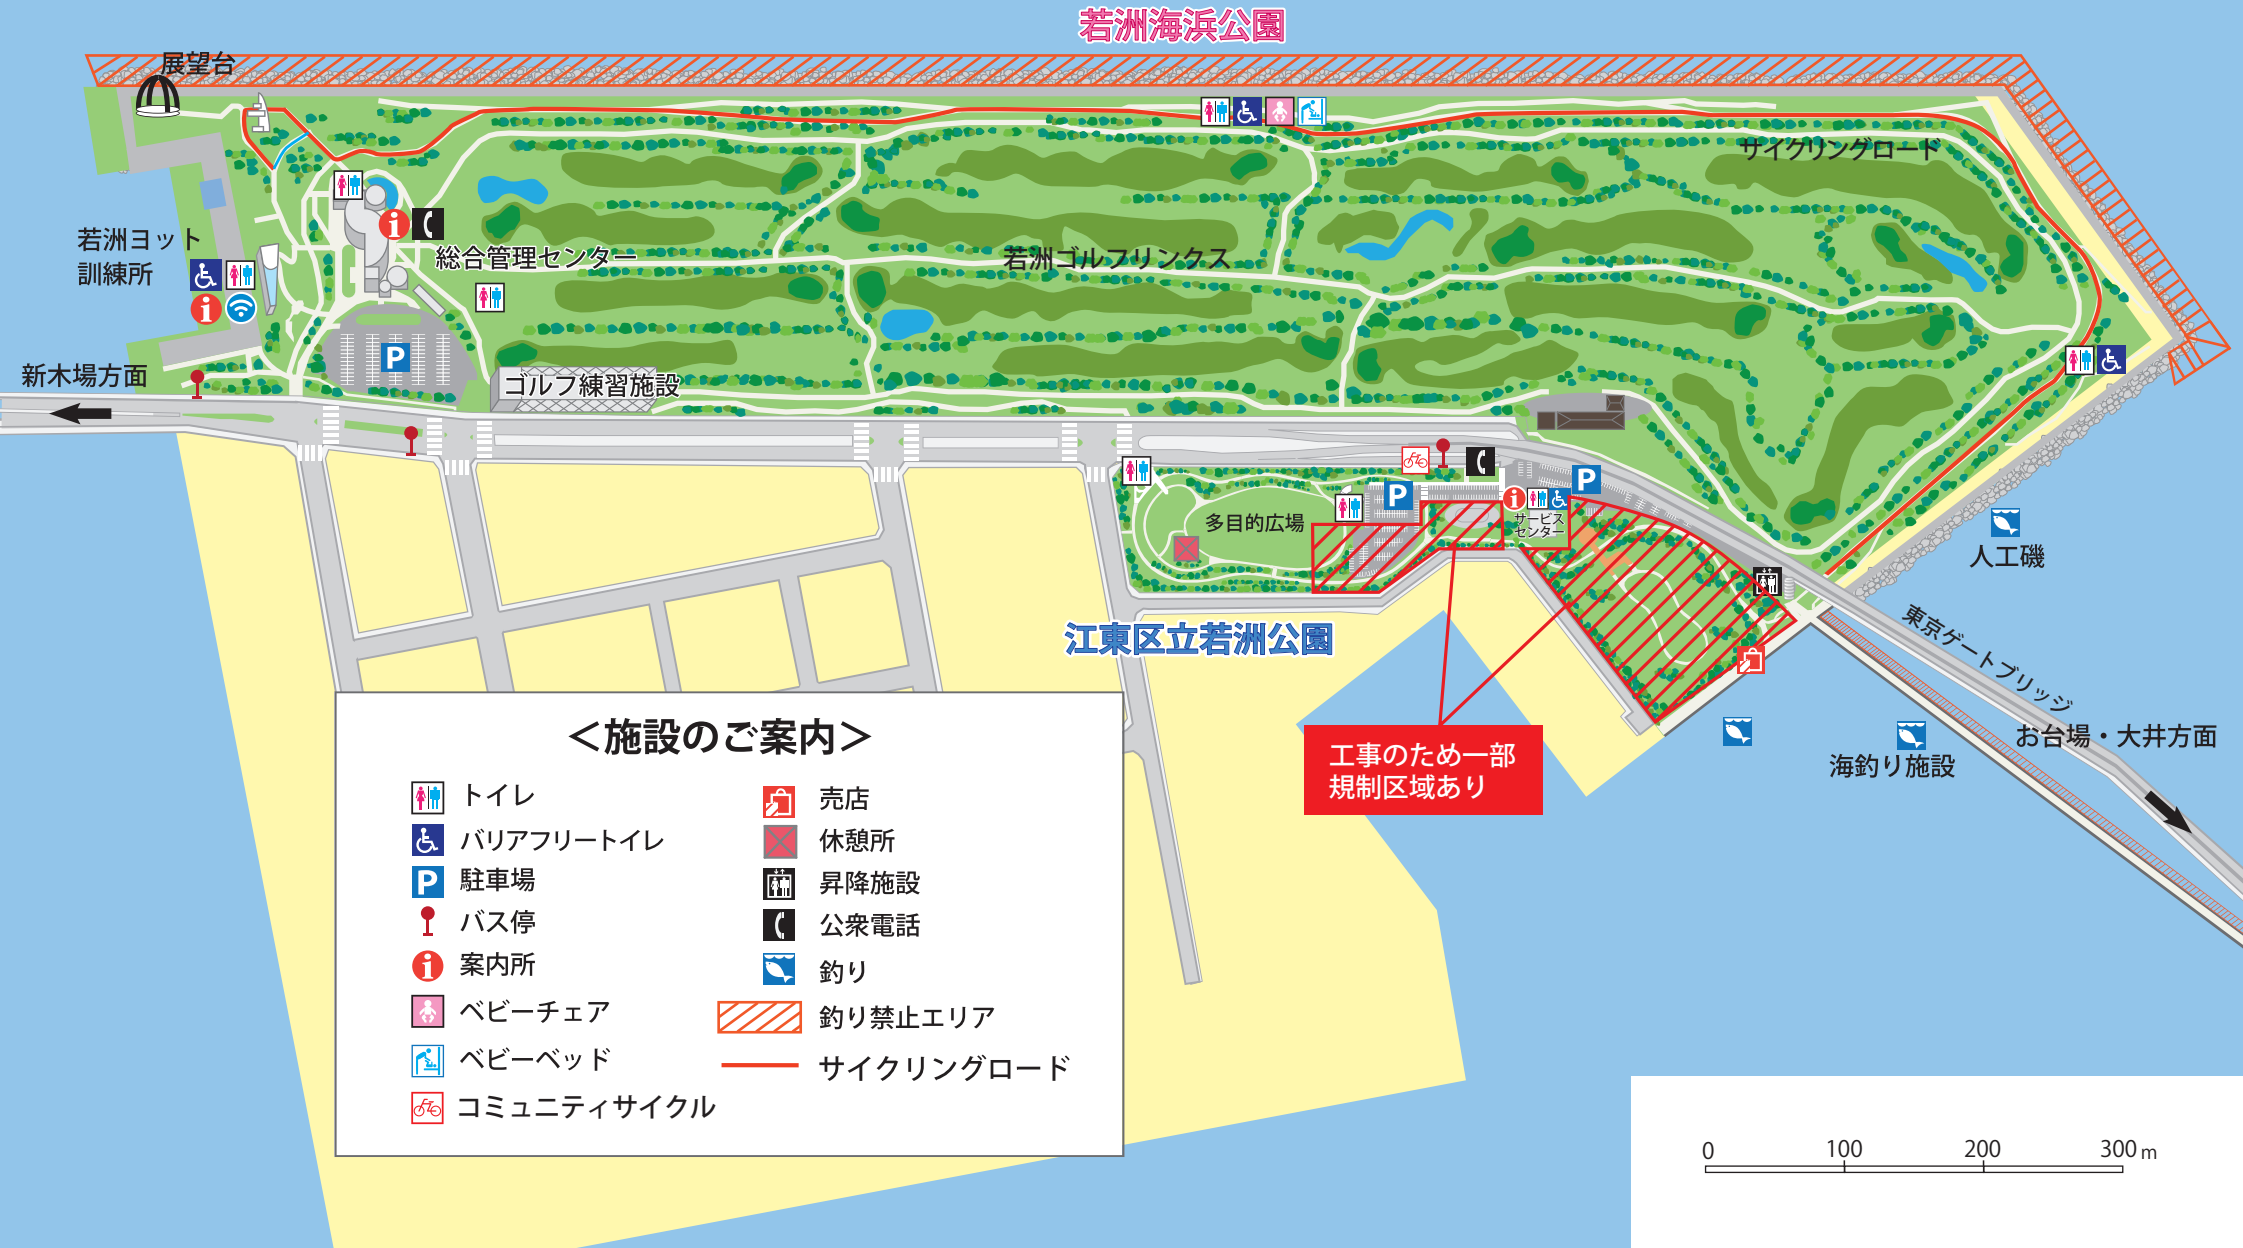 若洲海浜公園
展望台
サイクリングロード
若洲ヨット
訓練所
総合管理センター
若洲ゴルフリンクス
新木場方面
P
ゴルフ練習施設
P
P
多目的広場
サービス
センター
人工磯
江東区立若洲公園
東京ゲートブリッジ
お台場・大井方面
海釣り施設
工事のため一部
規制区域あり
＜施設のご案内＞
トイレ
バリアフリートイレ
P 駐車場
バス停
案内所
ベビーチェア
ベビーベッド
コミュニティサイクル
売店
休憩所
昇降施設
公衆電話
釣り
釣り禁止エリア
サイクリングロード
0 100 200 300 m